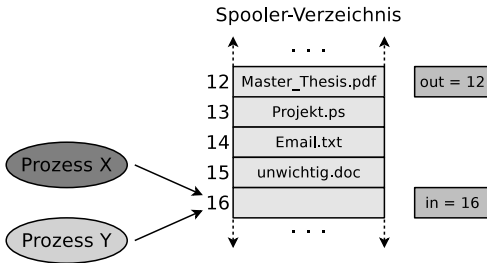 Spooler-Verzeichnis
. . .
12 Master_Thesis.pdf out = 12
13 Projekt.ps
14 Email.txt
Prozess X
15 unwichtig.doc
16 in = 16
Prozess Y
. . .